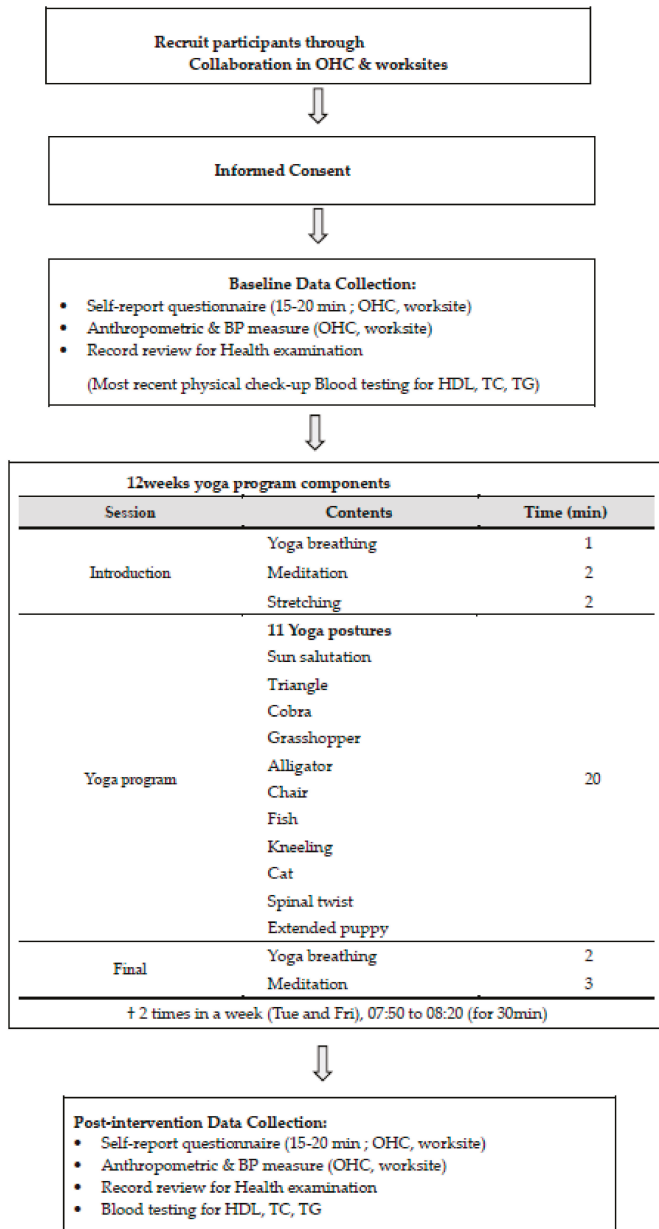 Recruit participants through
Collaboration in OHC & worksites
Informed Consent
Baseline Data Collection:
• Self-report questionnaire (15-20 min ; OHC, worksite)
• Anthropometric & BP measure (OHC, worksite)
• Record review for Health examination
(Most recent physical check-up Blood testing for HDL, TC, TG)
12weeks yoga program components
Session Contents Time (min)
Yoga breathing 1
Introduction Meditation 2
Stretching 2
11 Yoga postures
Sun salutation
Triangle
Cobra
Grasshopper
Alligator
Yoga program 20
Chair
Fish
Kneeling
Cat
Spinal twist
Extended puppy
Yoga breathing 2
Final
Meditation 3
† 2 times in a week (Tue and Fri), 07:50 to 08:20 (for 30min)
Post-intervention Data Collection:
• Self-report questionnaire (15-20 min ; OHC, worksite)
• Anthropometric & BP measure (OHC, worksite)
• Record review for Health examination
• Blood testing for HDL, TC, TG